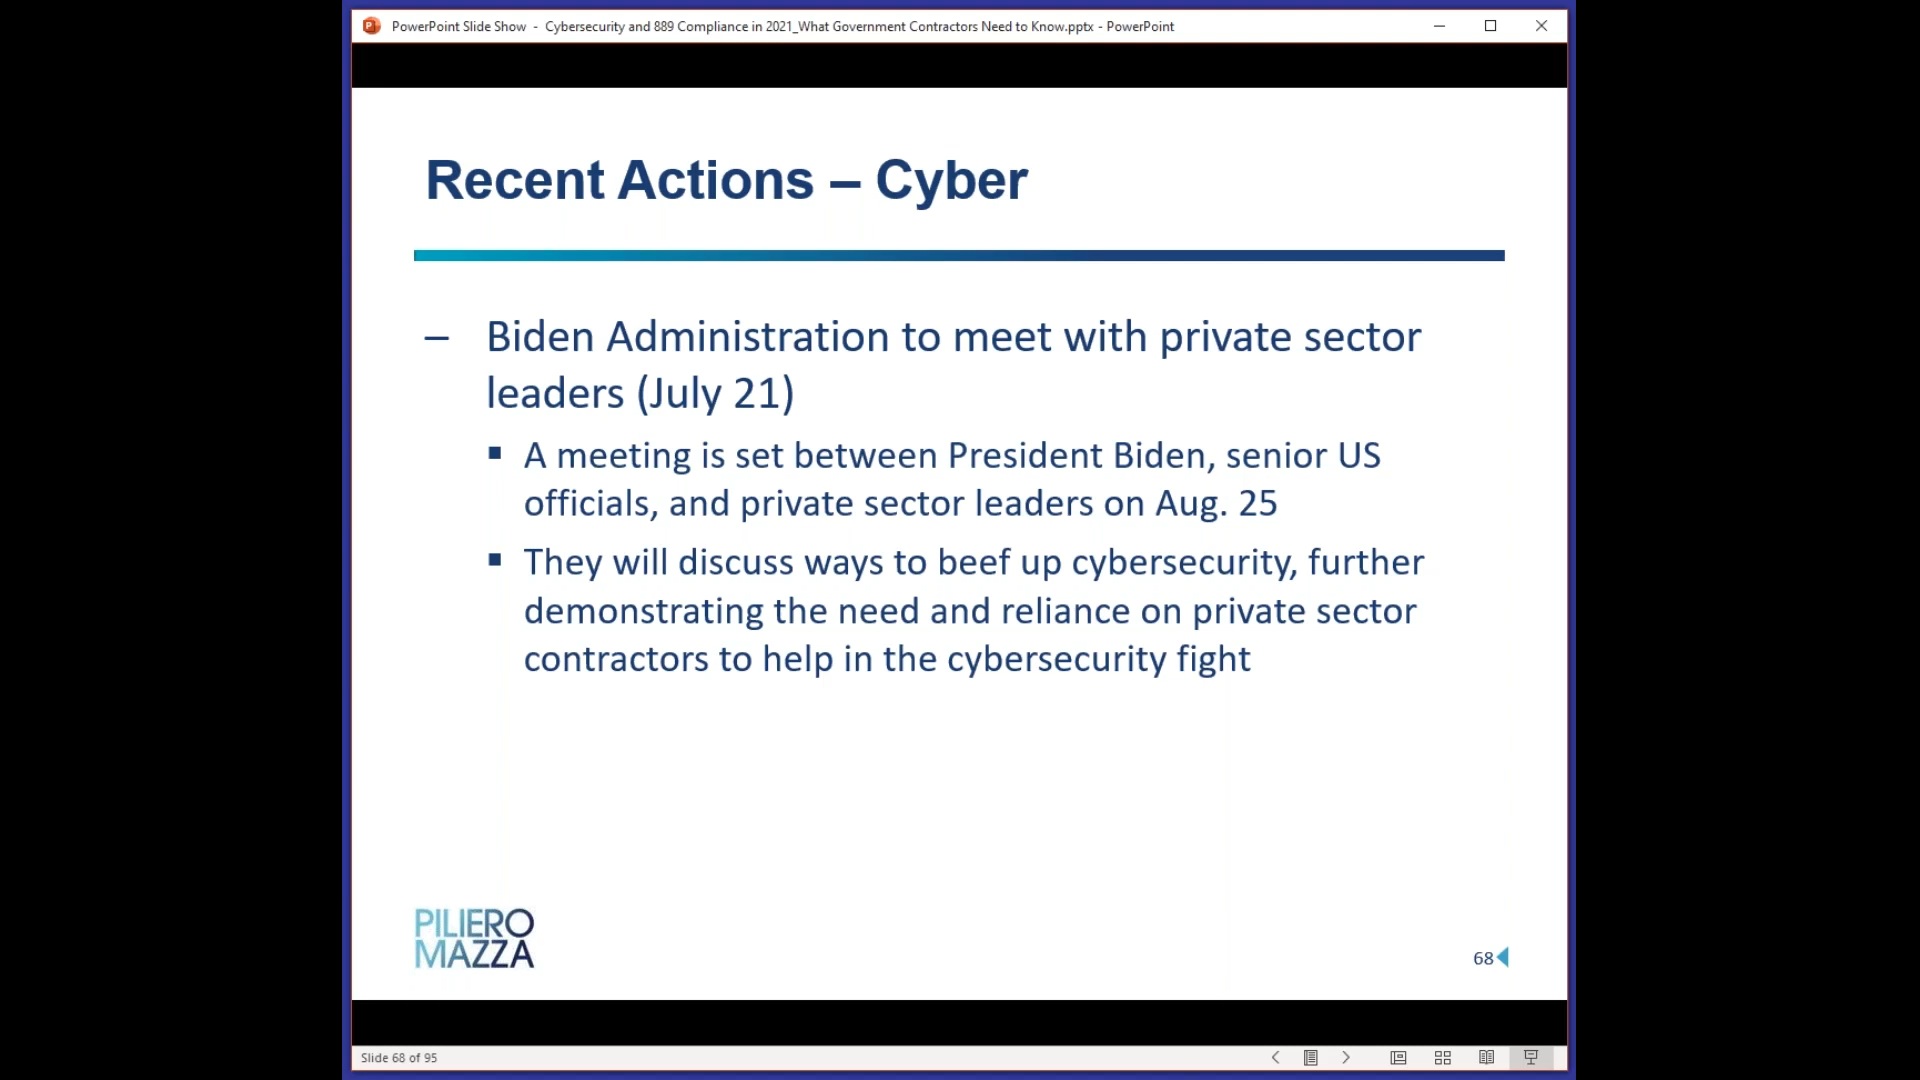 PowerPoint Slide Show - Cybersecurity and 889 Compliance in 2021_What Government Contractors Need to Know.pptx - PowerPoint
Recent Actions – Cyber
– Biden Administration to meet with private sector
leaders (July 21)
▪ A meeting is set between President Biden, senior US
officials, and private sector leaders on Aug. 25
▪ They will discuss ways to beef up cybersecurity, further
demonstrating the need and reliance on private sector
contractors to help in the cybersecurity fight
PILIERO
MAZZA
68
Slide 68 of 95